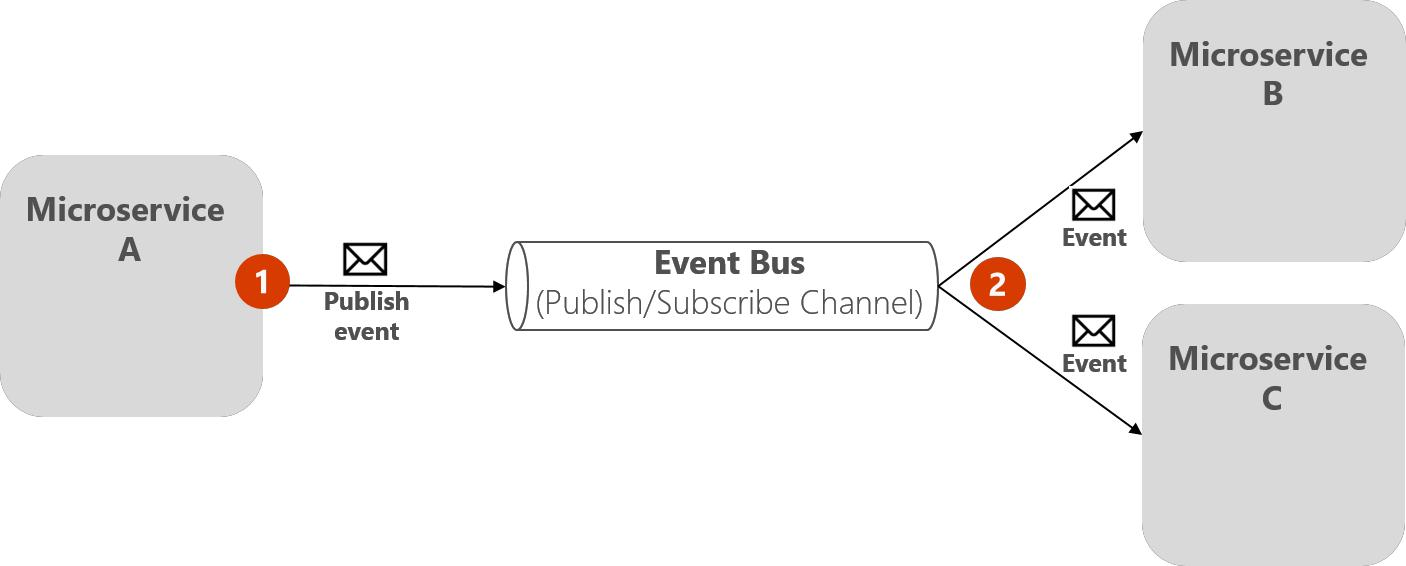 Microservice
A
1
Publish
event
Event Bus
(Publish/Subscribe Channel)
2
Event
Microservice
B
Event
Microservice
C